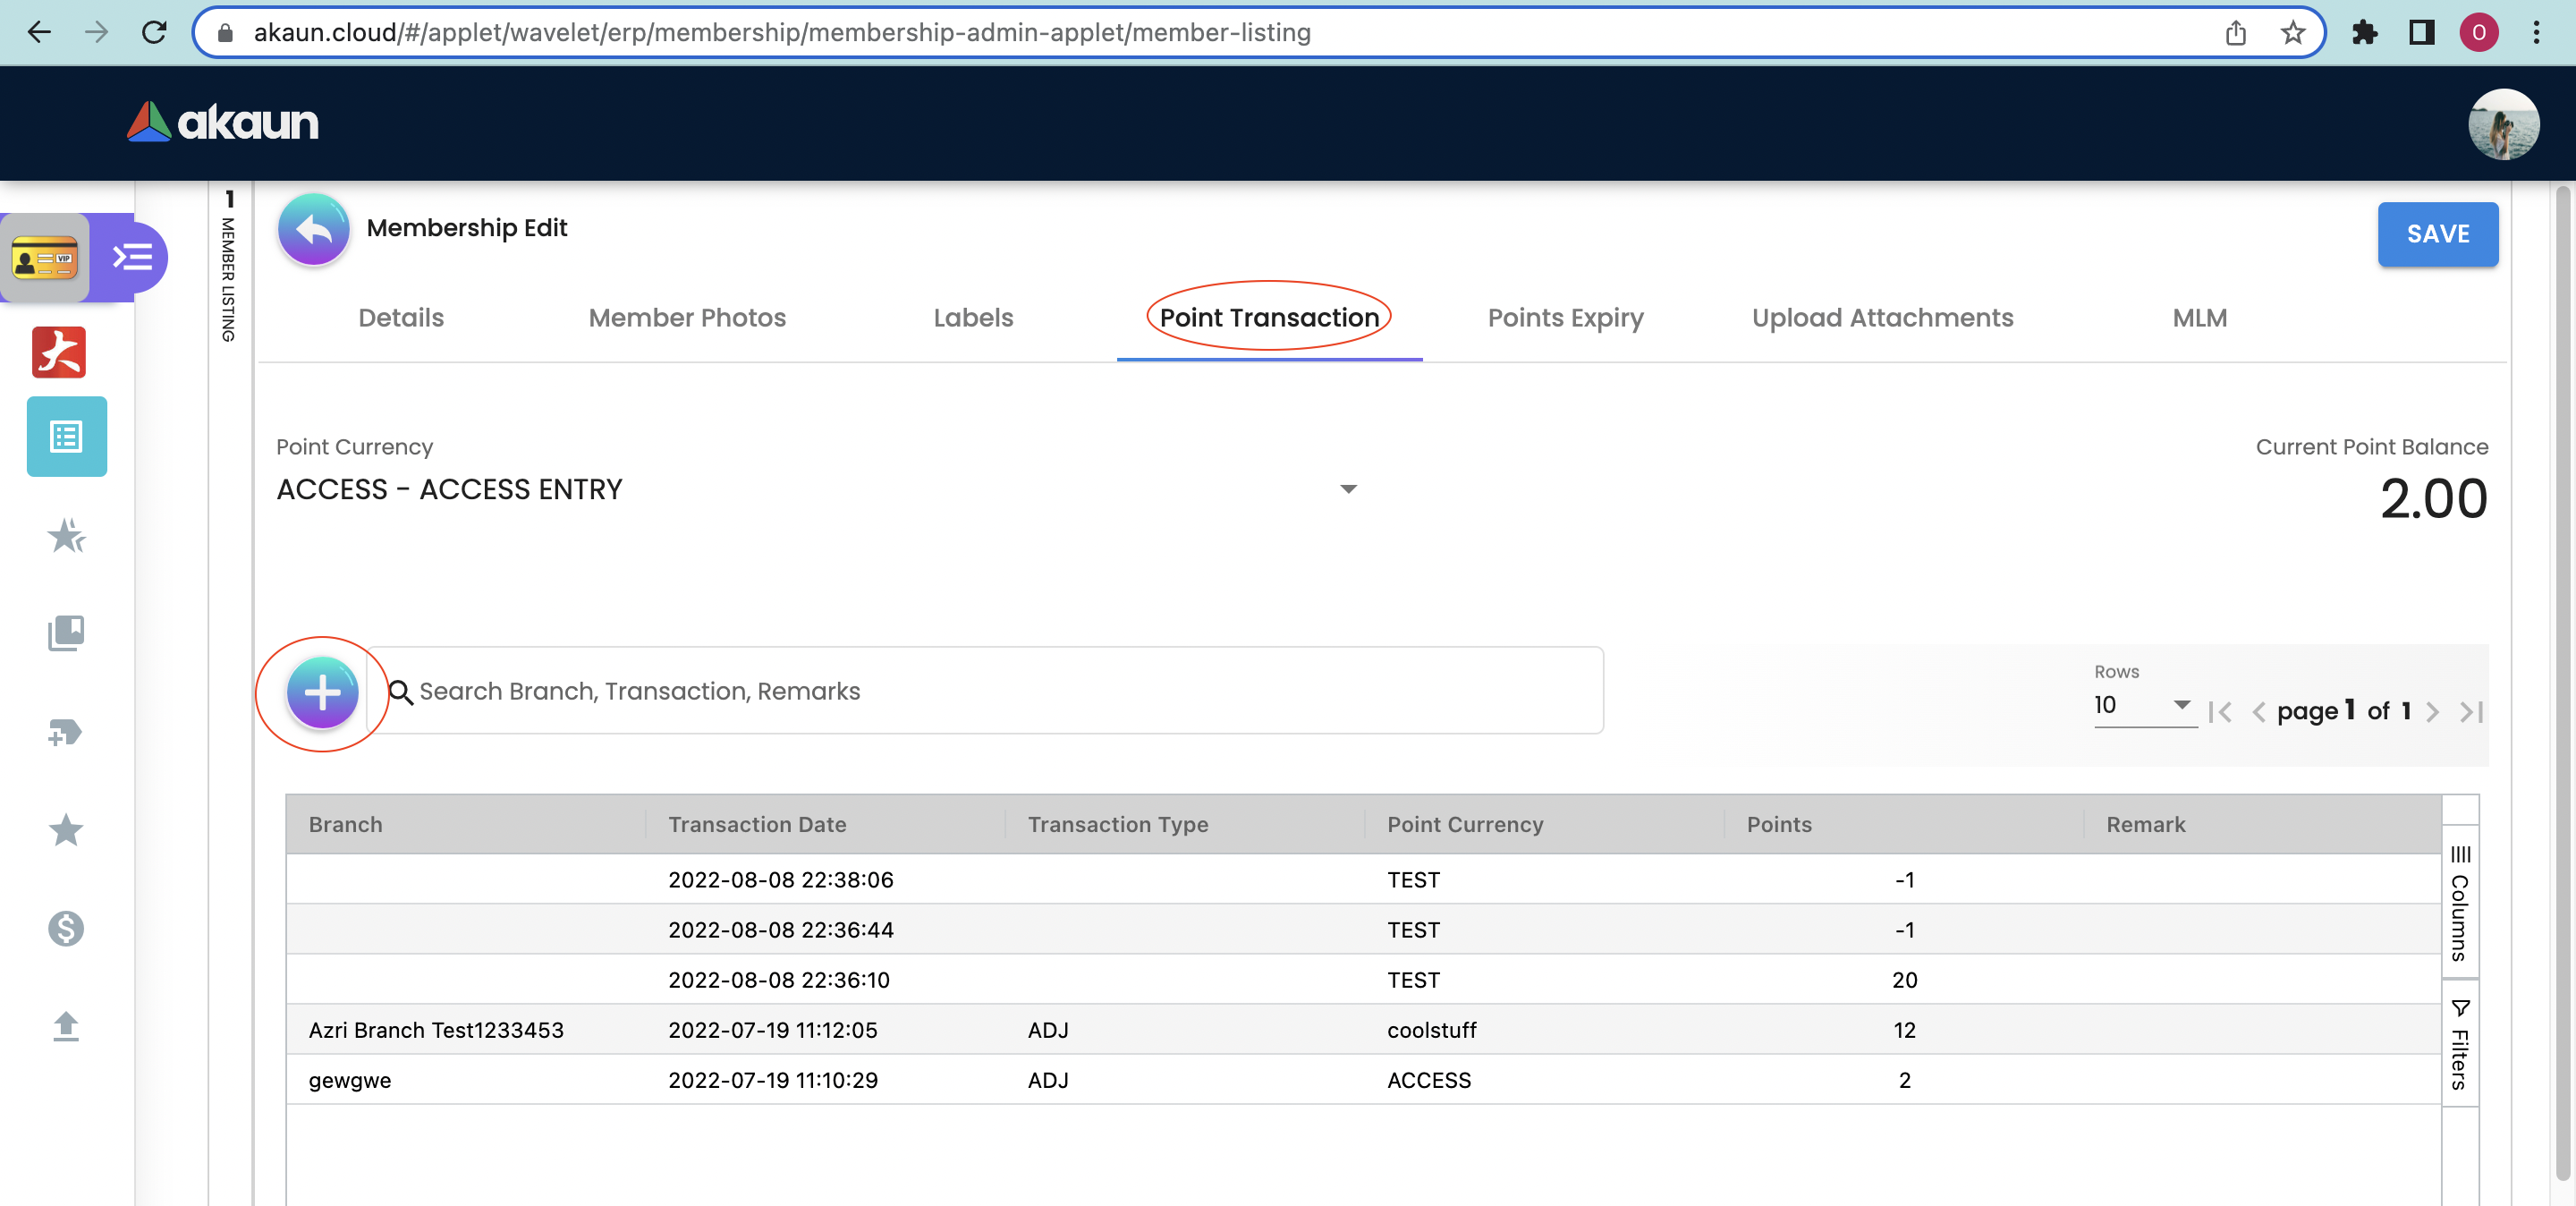 akaun.cloud/#/applet/wavelet/erp/membership/membership-admin-applet/member-listing
O
akaun
VIP
1 MEMBER LISTING
Membership Edit
SAVE
Details Member Photos Labels Point Transaction Points Expiry Upload Attachments MLM
Point Currency
ACCESS - ACCESS ENTRY
Current Point Balance
2.00
Search Branch, Transaction, Remarks
Rows
10
page 1 of 1
Branch Transaction Date Transaction Type Point Currency Points Remark
2022-08-08 22:38:06 TEST -1
2022-08-08 22:36:44 TEST -1
2022-08-08 22:36:10 TEST 20
Azri Branch Test1233453 2022-07-19 11:12:05 ADJ coolstuff 12
gewgwe 2022-07-19 11:10:29 ADJ ACCESS 2
Columns
Filters